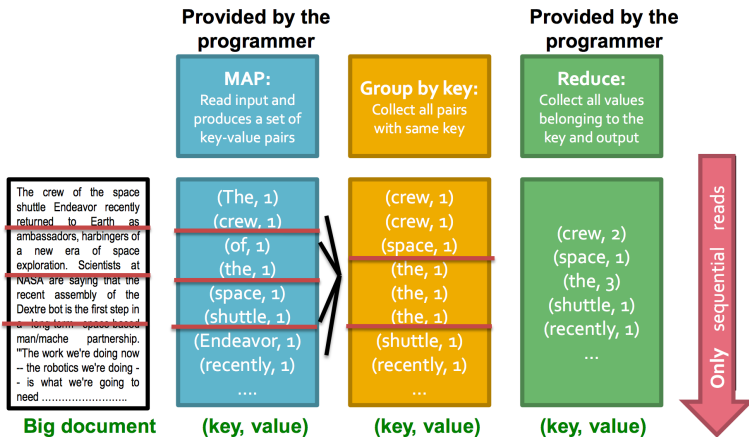 Provided by the
programmer
Provided by the
programmer
MAP:
Read input and
produces a set of
key-value pairs
Group by key:
Collect all pairs
with same key
Reduce:
Collect all values
belonging to the
key and output
The crew of the space
shuttle Endeavor recently
returned to Earth as
ambassadors, harbingers of
a new era of space
exploration. Scientists at
NASA are saying that the
recent assembly of the
Dextre bot is the first step in
a long-term space-based
man/mache partnership.
'"The work we're doing now
-- the robotics we're doing -
- is what we're going to
need ……………………..
Big document
(The, 1)
(crew, 1)
(of, 1)
(the, 1)
(space, 1)
(shuttle, 1)
(Endeavor, 1)
(recently, 1)
….
(key, value)
(crew, 1)
(crew, 1)
(space, 1)
(the, 1)
(the, 1)
(the, 1)
(shuttle, 1)
(recently, 1)
…
(key, value)
(crew, 2)
(space, 1)
(the, 3)
(shuttle, 1)
(recently, 1)
…
(key, value)
Only sequential reads